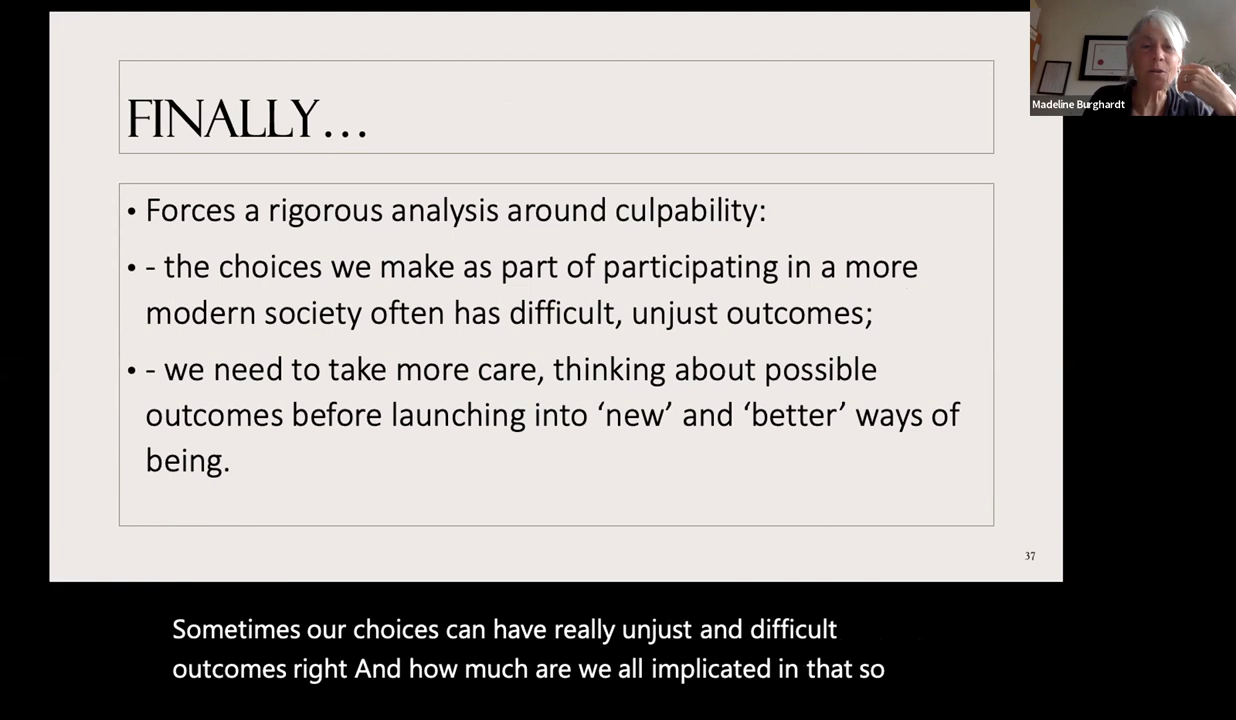 FINALLY…
• Forces a rigorous analysis around culpability:
• - the choices we make as part of participating in a more
modern society often has difficult, unjust outcomes;
• - we need to take more care, thinking about possible
outcomes before launching into ‘new’ and ‘better’ ways of
being.
37
Madeline Burghardt
Sometimes our choices can have really unjust and difficult
outcomes right And how much are we all implicated in that so